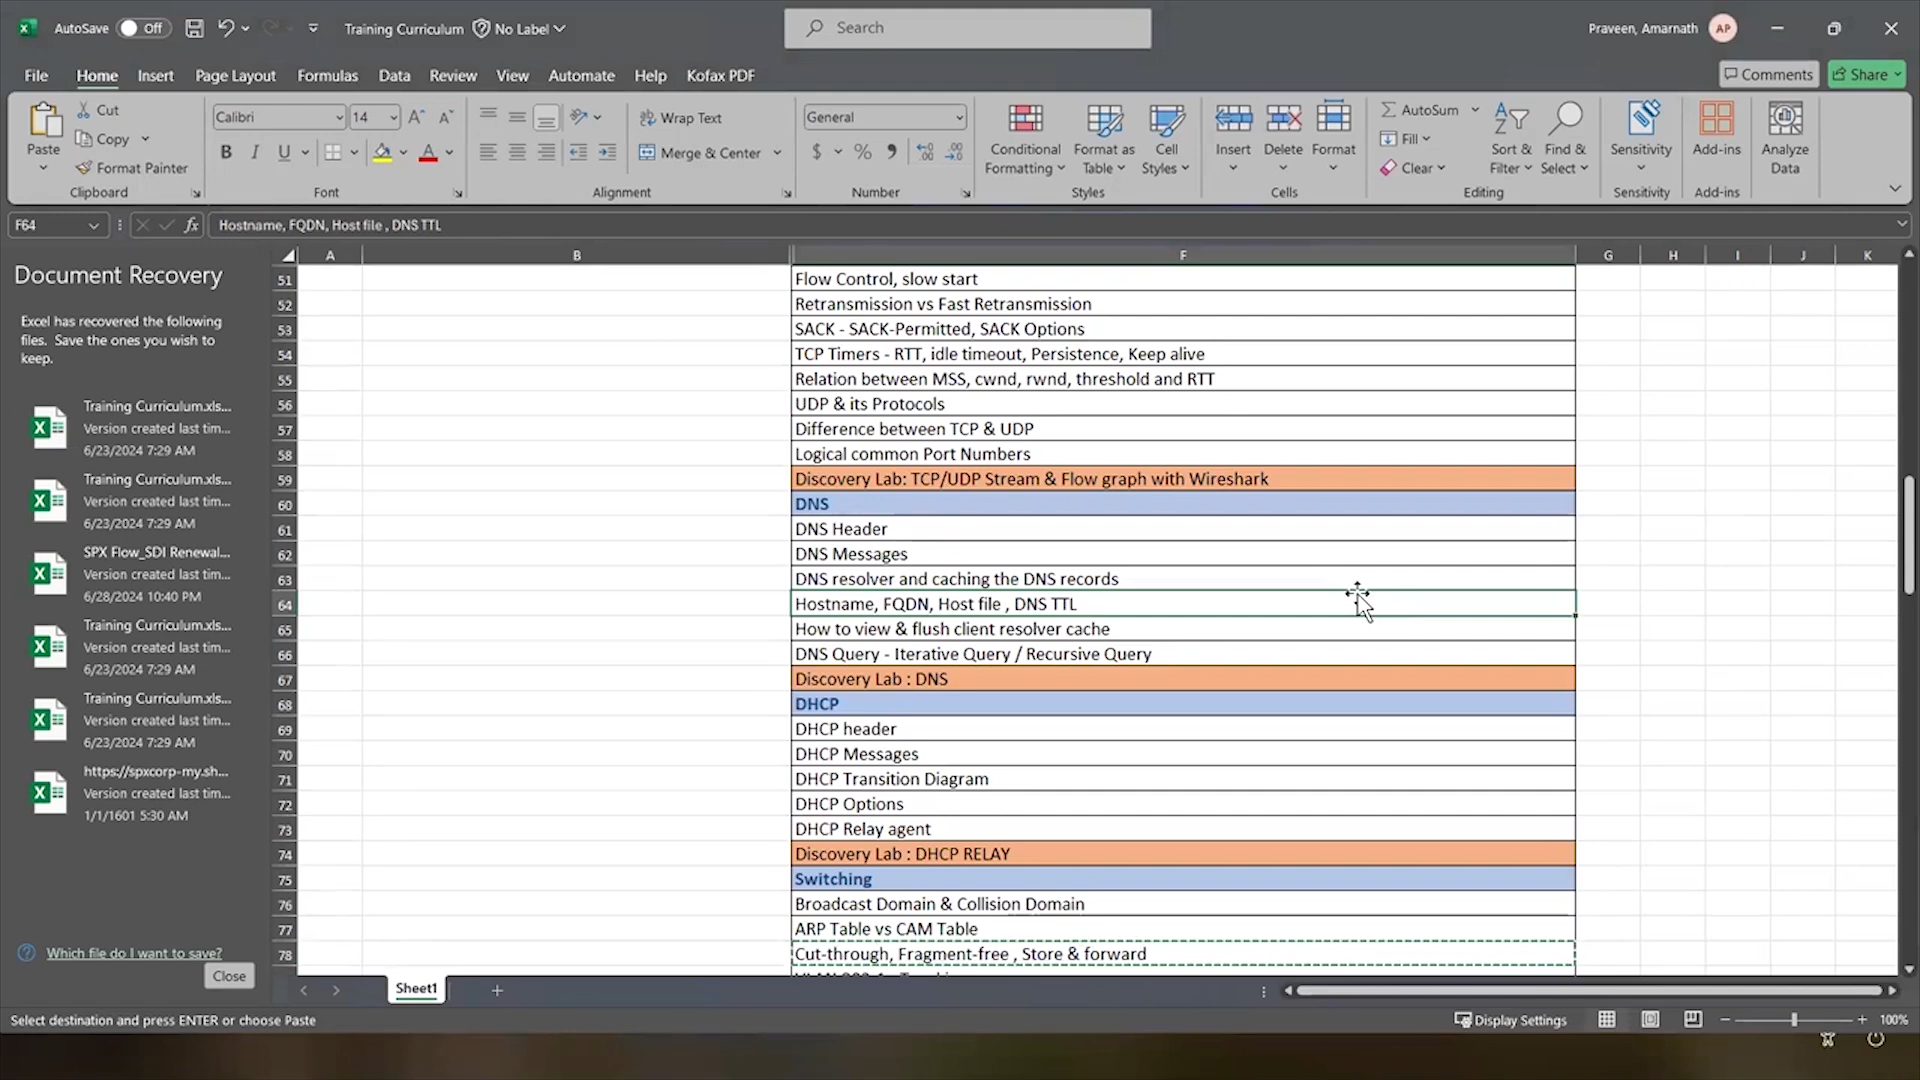 AutoSave Off Training Curriculum No Label Search Praveen, Amarnath AP
File Home Insert Page Layout Formulas Data Review View Automate Help Kofax PDF Comments Share
Paste Cut Copy Format Painter Clipboard
Calibri 14 B I U A Font
Wrap Text Merge & Center Alignment
General $ % Number
Conditional Formatting Format as Table Cell Styles Styles
Insert Delete Format Cells
AutoSum Fill Clear Sort & Filter Find & Select Editing
Sensitivity Sensitivity
Add-ins Add-ins
Analyze Data
F64 fx Hostname, FQDN, Host file , DNS TTL
Document Recovery
Excel has recovered the following
files. Save the ones you wish to
keep.
Training Curriculum.xls...
Version created last tim...
6/23/2024 7:29 AM
Training Curriculum.xls...
Version created last tim...
6/23/2024 7:29 AM
SPX Flow_SDI Renewal...
Version created last tim...
6/28/2024 10:40 PM
Training Curriculum.xls...
Version created last tim...
6/23/2024 7:29 AM
Training Curriculum.xls...
Version created last tim...
6/23/2024 7:29 AM
https://spxcorp-my.sh...
Version created last tim...
1/1/1601 5:30 AM
Which file do I want to save?
Close
A B F G H I J K
51 Flow Control, slow start
52 Retransmission vs Fast Retransmission
53 SACK - SACK-Permitted, SACK Options
54 TCP Timers - RTT, idle timeout, Persistence, Keep alive
55 Relation between MSS, cwnd, rwnd, threshold and RTT
56 UDP & its Protocols
57 Difference between TCP & UDP
58 Logical common Port Numbers
59 Discovery Lab: TCP/UDP Stream & Flow graph with Wireshark
60 DNS
61 DNS Header
62 DNS Messages
63 DNS resolver and caching the DNS records
64 Hostname, FQDN, Host file , DNS TTL
65 How to view & flush client resolver cache
66 DNS Query - Iterative Query / Recursive Query
67 Discovery Lab : DNS
68 DHCP
69 DHCP header
70 DHCP Messages
71 DHCP Transition Diagram
72 DHCP Options
73 DHCP Relay agent
74 Discovery Lab : DHCP RELAY
75 Switching
76 Broadcast Domain & Collision Domain
77 ARP Table vs CAM Table
78 Cut-through, Fragment-free , Store & forward
Sheet1
Select destination and press ENTER or choose Paste Display Settings 100%